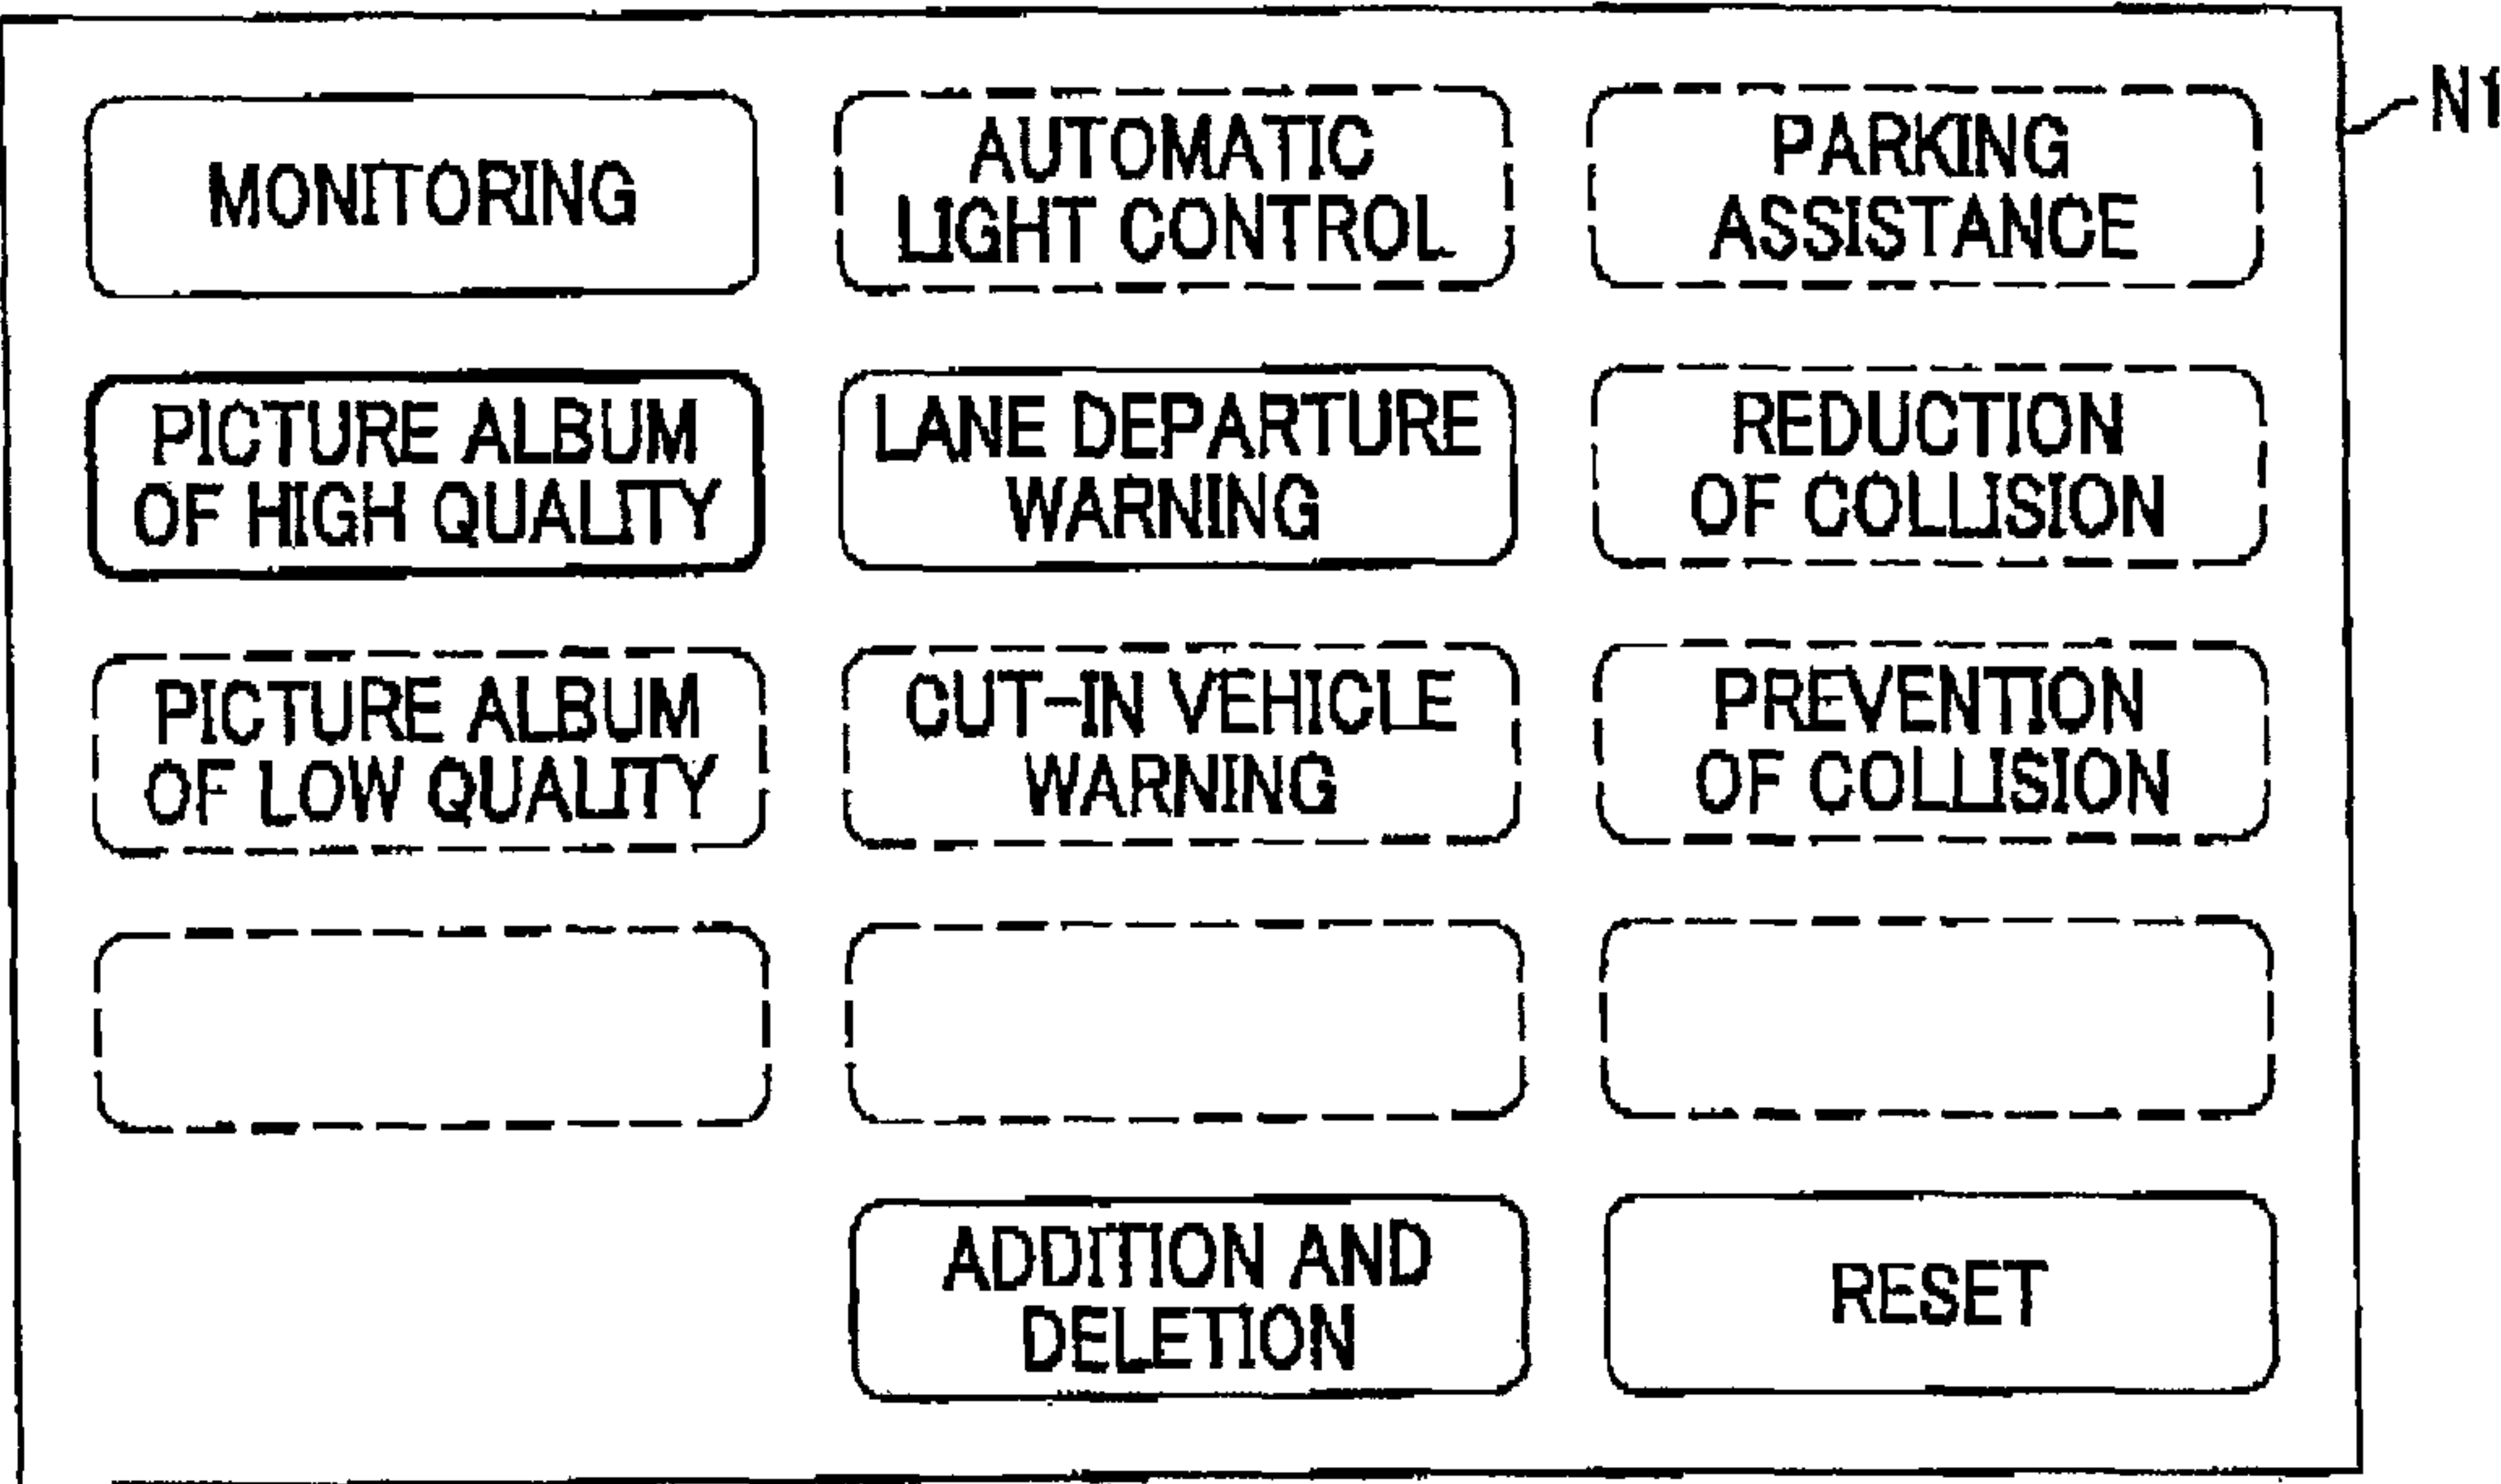 MONITORING
AUTOMATIC
LIGHT CONTROL
PARKING
ASSISTANCE
N1
PICTURE ALBUM
OF HIGH QUALITY
LANE DEPARTURE
WARNING
REDUCTION
OF COLLISION
PICTURE ALBUM
OF LOW QUALITY
CUT-IN VEHICLE
WARNING
PREVENTION
OF COLLISION
ADDITION AND
DELETION
RESET